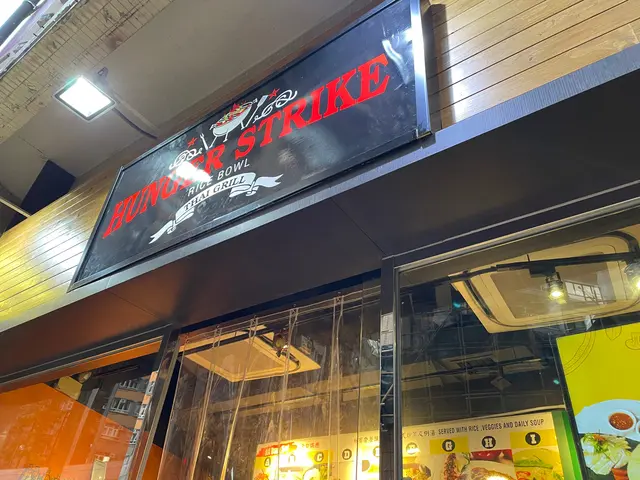 HUNGER STRIKE
RICE BOWL
THAI GRILL
SERVED WITH RICE, VEGGIES AND DAILY SOUP
A
C
D
G
H
I